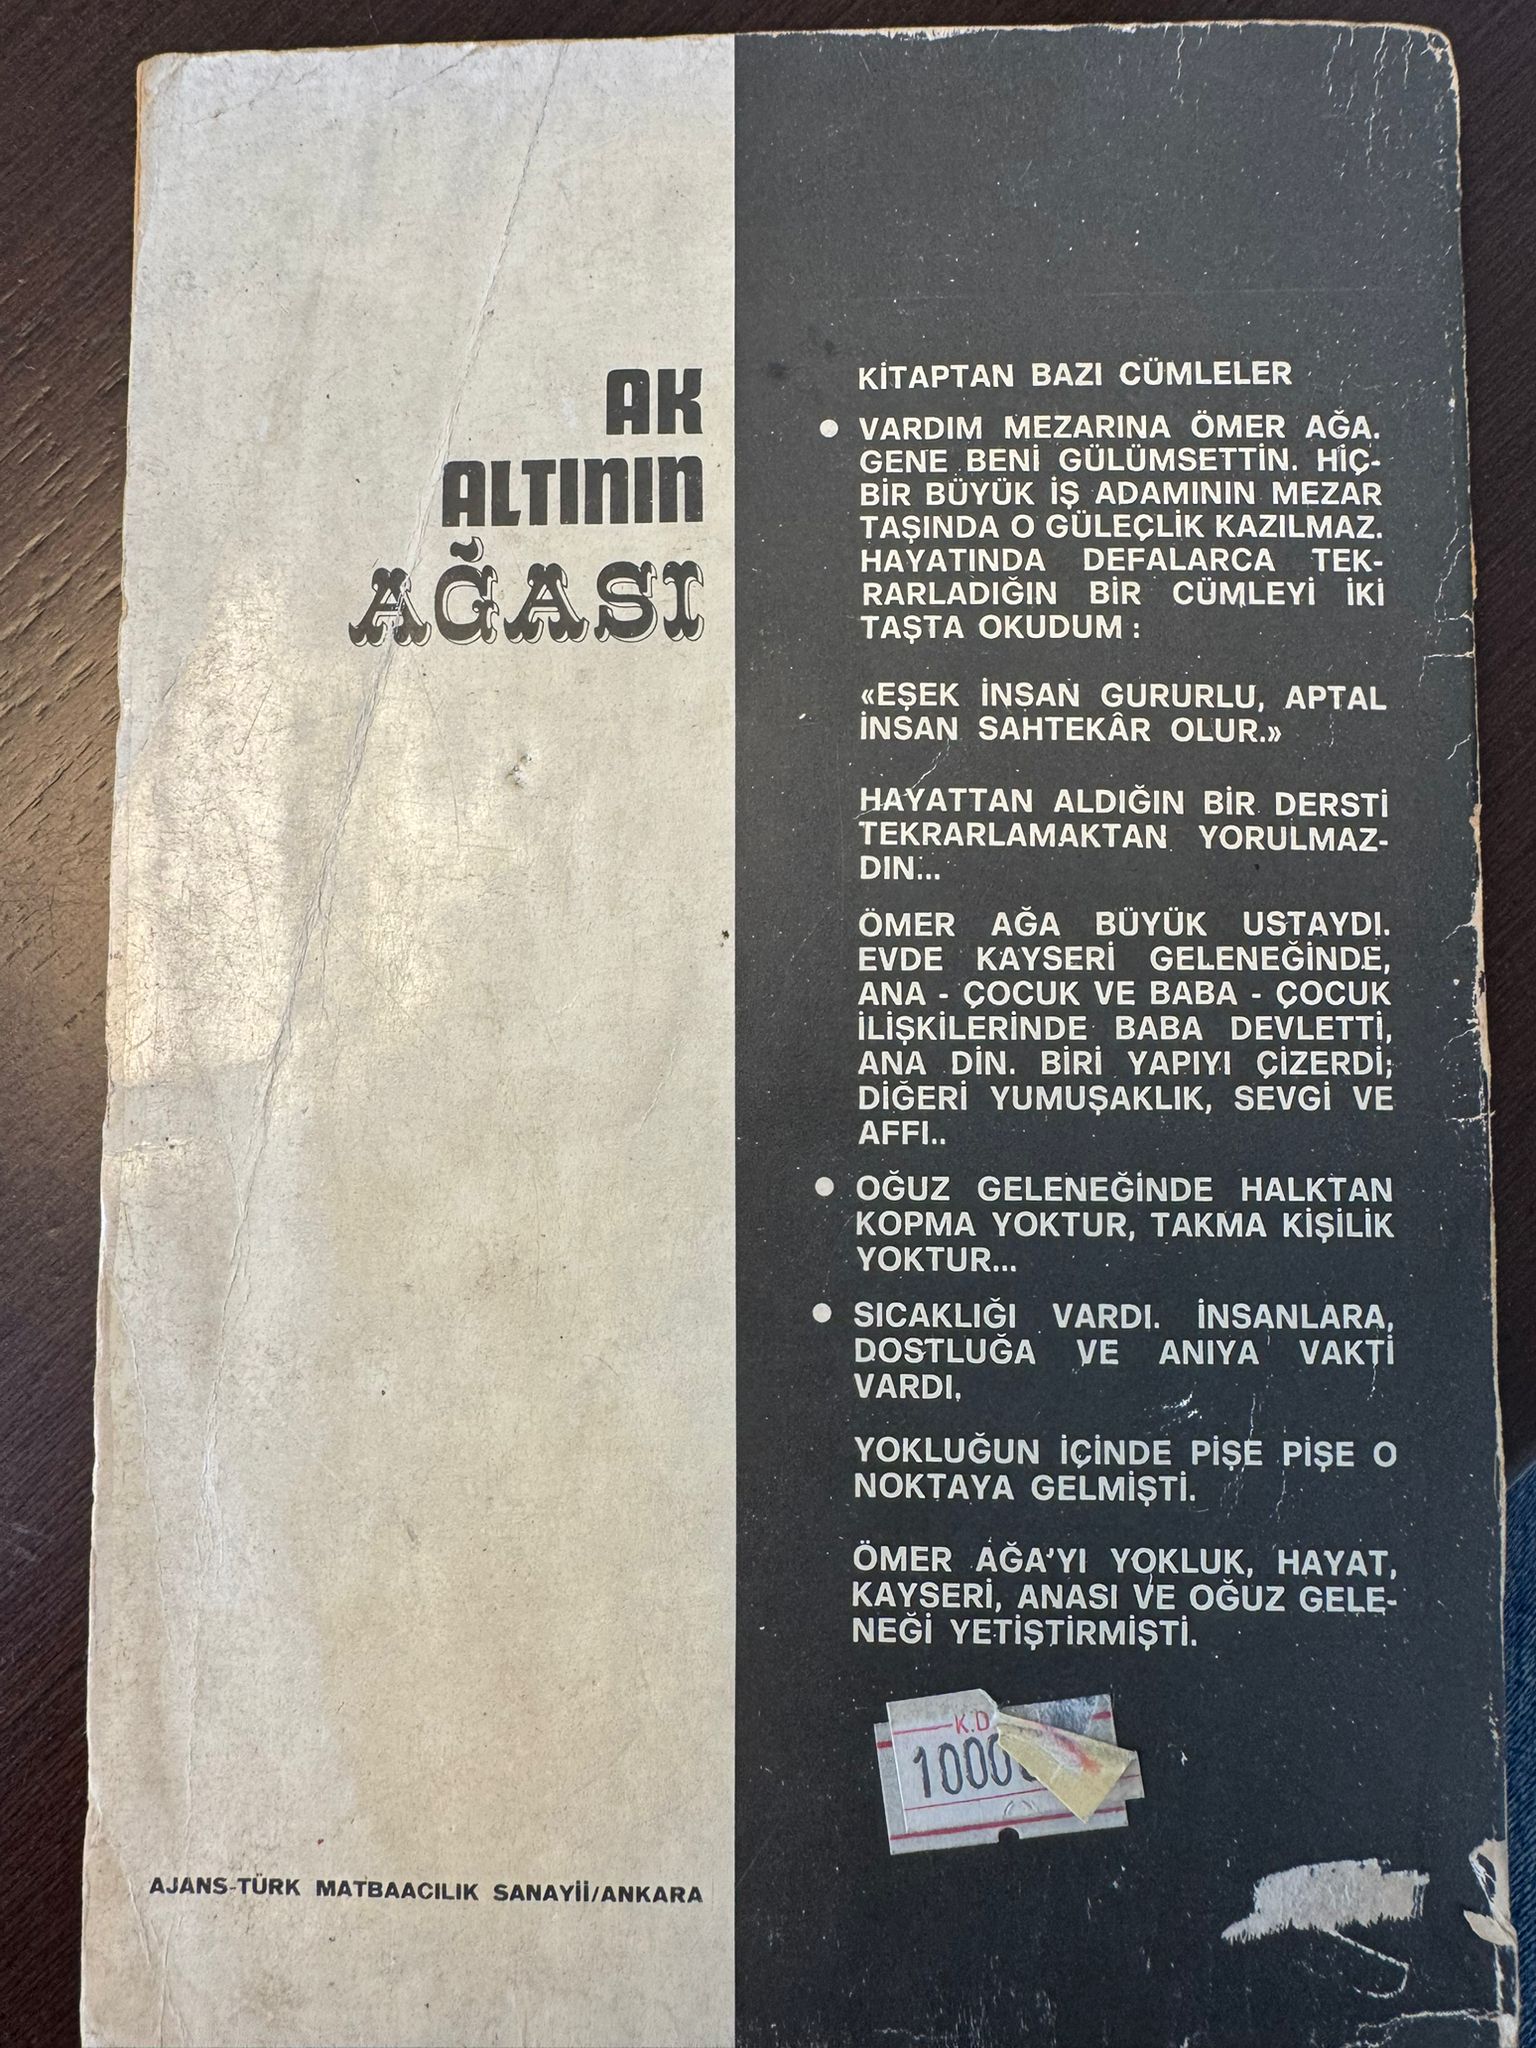 AK
ALTININ
AĞASI
AJANS-TÜRK MATBAACILIK SANAYİİ/ANKARA
KİTAPTAN BAZI CÜMLELER
● VARDIM MEZARINA ÖMER AĞA.
GENE BENİ GÜLÜMSETTİN. HİÇ-
BİR BÜYÜK İŞ ADAMININ MEZAR
TAŞINDA O GÜLEÇLİK KAZILMAZ.
HAYATINDA DEFALARCA TEK-
RARLADIĞIN BİR CÜMLEYİ İKİ
TAŞTA OKUDUM :
«EŞEK İNSAN GURURLU, APTAL
İNSAN SAHTEKÂR OLUR.»
HAYATTAN ALDIĞIN BİR DERSTİ
TEKRARLAMAKTAN YORULMAZ-
DIN...
ÖMER AĞA BÜYÜK USTAYDI.
EVDE KAYSERİ GELENEĞİNDE,
ANA - ÇOCUK VE BABA - ÇOCUK
İLİŞKİLERİNDE BABA DEVLETTİ,
ANA DİN. BİRİ YAPIYI ÇİZERDİ;
DİĞERİ YUMUŞAKLIK, SEVGİ VE
AFFI..
● OĞUZ GELENEĞİNDE HALKTAN
KOPMA YOKTUR, TAKMA KİŞİLİK
YOKTUR...
● SICAKLIĞI VARDI. İNSANLARA,
DOSTLUĞA VE ANIYA VAKTİ
VARDI.
YOKLUĞUN İÇİNDE PİŞE PİŞE O
NOKTAYA GELMİŞTİ.
ÖMER AĞA'YI YOKLUK, HAYAT,
KAYSERİ, ANASI VE OĞUZ GELE-
NEĞİ YETİŞTİRMİŞTİ.
K.D